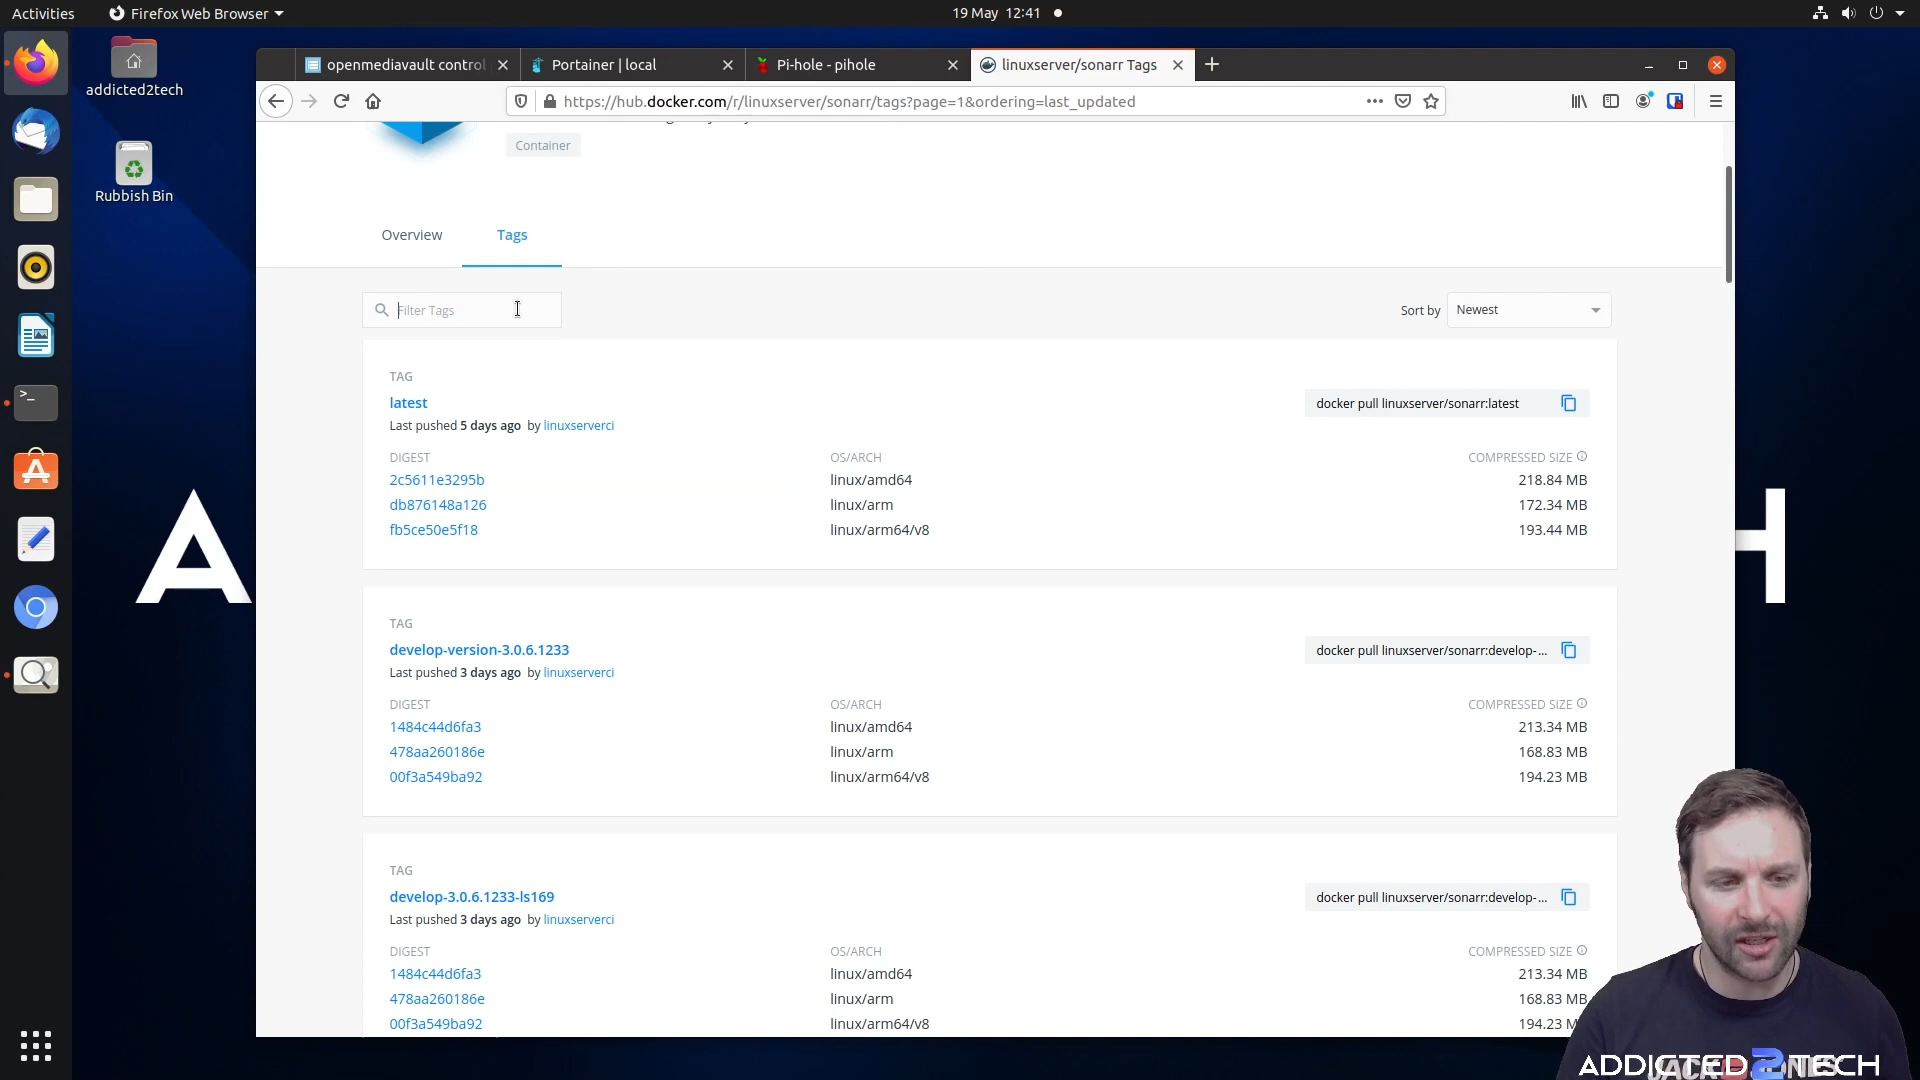 Activities
Firefox Web Browser
19 May 12:41
addicted2tech
Rubbish Bin
openmediavault control
Portainer | local
Pi-hole - pihole
linuxserver/sonarr Tags
https://hub.docker.com/r/linuxserver/sonarr/tags?page=1&ordering=last_updated
Container
Overview
Tags
Filter Tags
Sort by
Newest
TAG
latest
docker pull linuxserver/sonarr:latest
Last pushed 5 days ago by linuxserverci
DIGEST OS/ARCH COMPRESSED SIZE
2c5611e3295b linux/amd64 218.84 MB
db876148a126 linux/arm 172.34 MB
fb5ce50e5f18 linux/arm64/v8 193.44 MB
TAG
develop-version-3.0.6.1233
docker pull linuxserver/sonarr:develop-...
Last pushed 3 days ago by linuxserverci
DIGEST OS/ARCH COMPRESSED SIZE
1484c44d6fa3 linux/amd64 213.34 MB
478aa260186e linux/arm 168.83 MB
00f3a549ba92 linux/arm64/v8 194.23 MB
TAG
develop-3.0.6.1233-ls169
docker pull linuxserver/sonarr:develop-...
Last pushed 3 days ago by linuxserverci
DIGEST OS/ARCH COMPRESSED SIZE
1484c44d6fa3 linux/amd64 213.34 MB
478aa260186e linux/arm 168.83 MB
00f3a549ba92 linux/arm64/v8 194.23 M
A H
ADDICTED2TECH